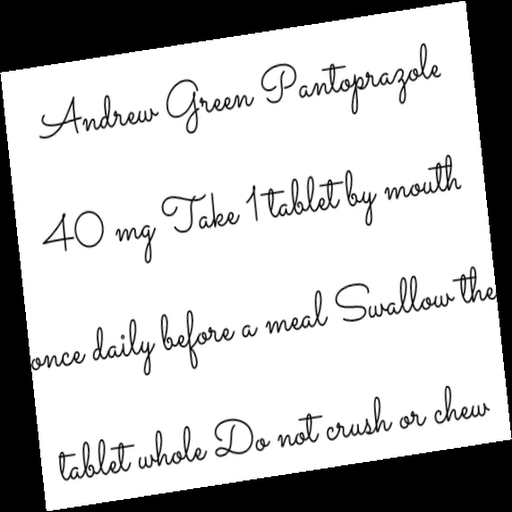 Andrew Green Pantoprazole
40 mg Take 1 tablet by mouth
once daily before a meal Swallow the
tablet whole Do not crush or chew